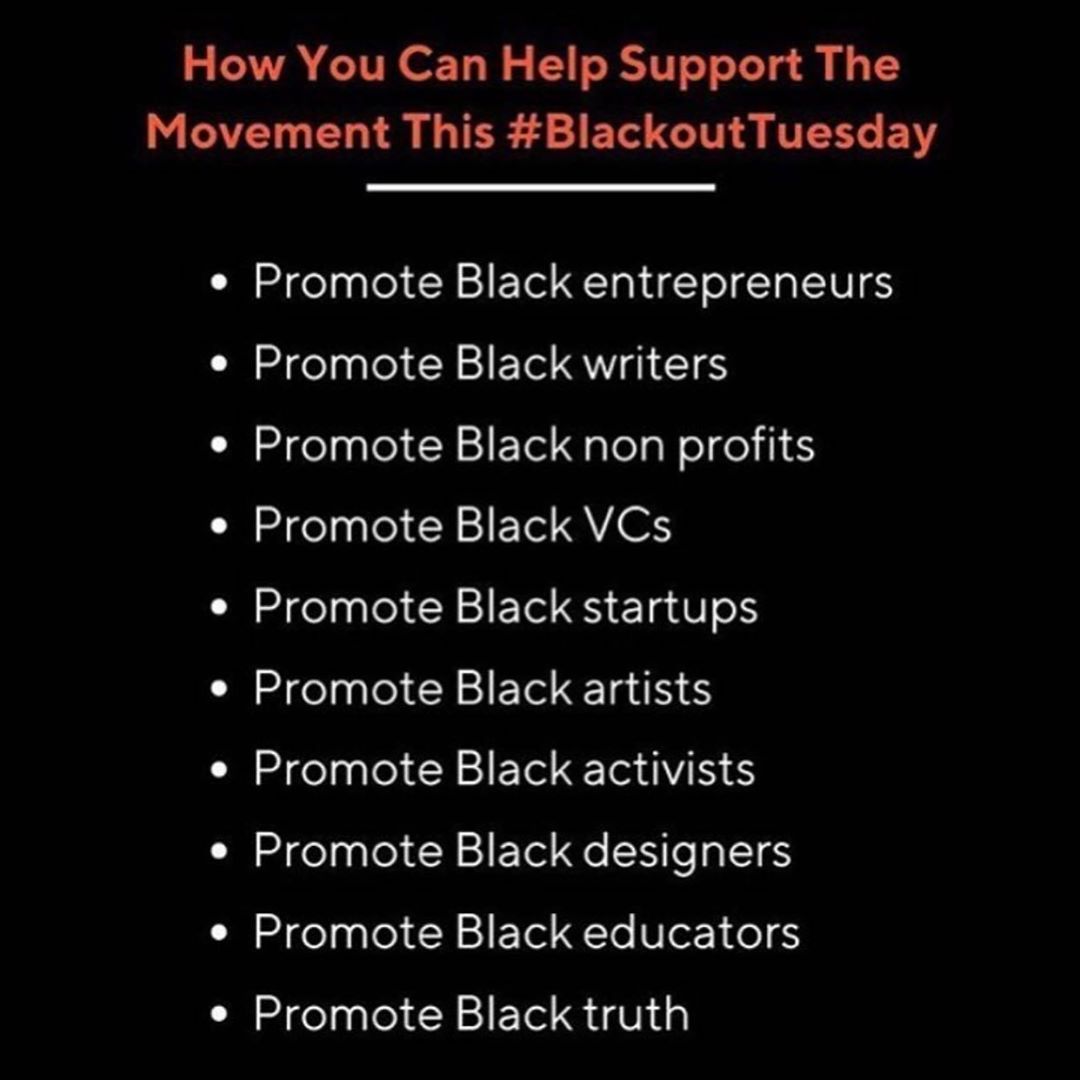 How You Can Help Support The
Movement This #BlackoutTuesday
• Promote Black entrepreneurs
• Promote Black writers
• Promote Black non profits
• Promote Black VCs
• Promote Black startups
• Promote Black artists
• Promote Black activists
• Promote Black designers
• Promote Black educators
• Promote Black truth